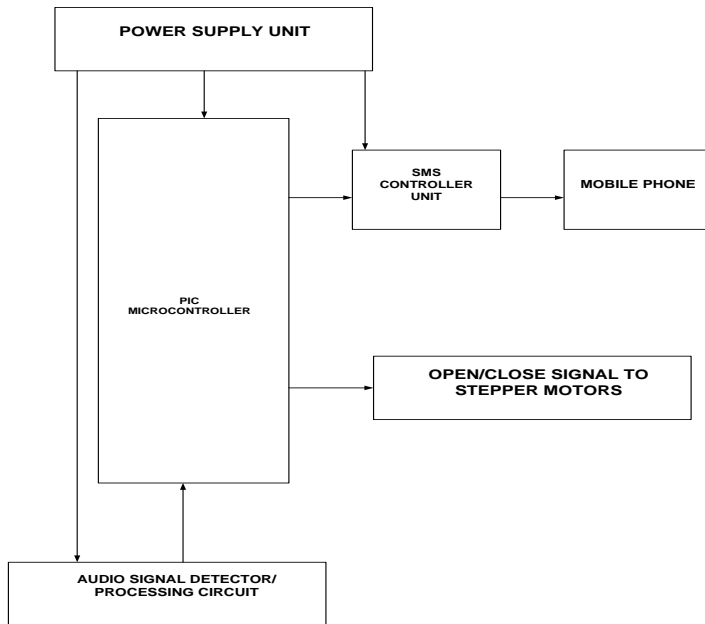 POWER SUPPLY UNIT
SMS
CONTROLLER
UNIT
MOBILE PHONE
PIC
MICROCONTROLLER
OPEN/CLOSE SIGNAL TO
STEPPER MOTORS
AUDIO SIGNAL DETECTOR/
PROCESSING CIRCUIT